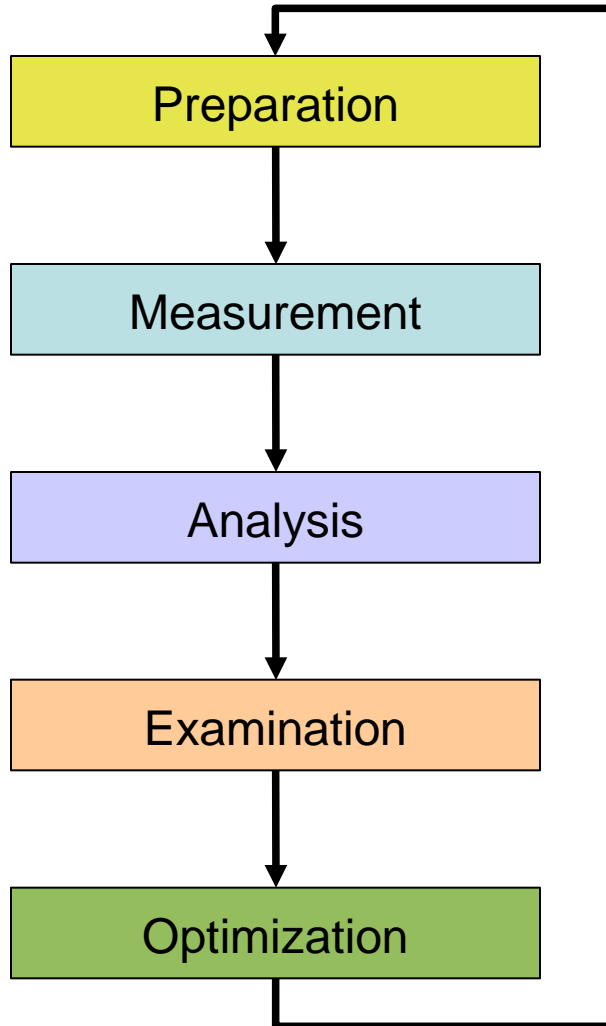 Preparation
Measurement
Analysis
Examination
Optimization